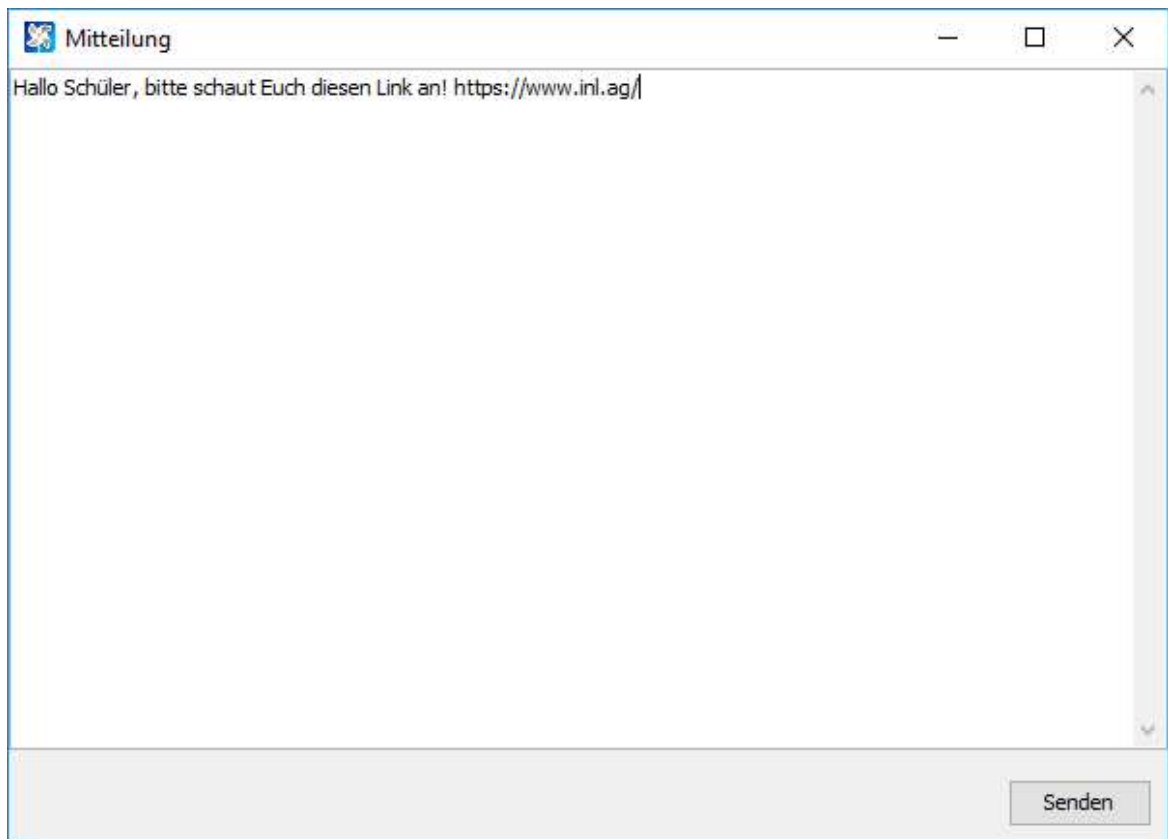 Mitteilung
Hallo Schüler, bitte schaut Euch diesen Link an! https://www.inl.ag/
Senden